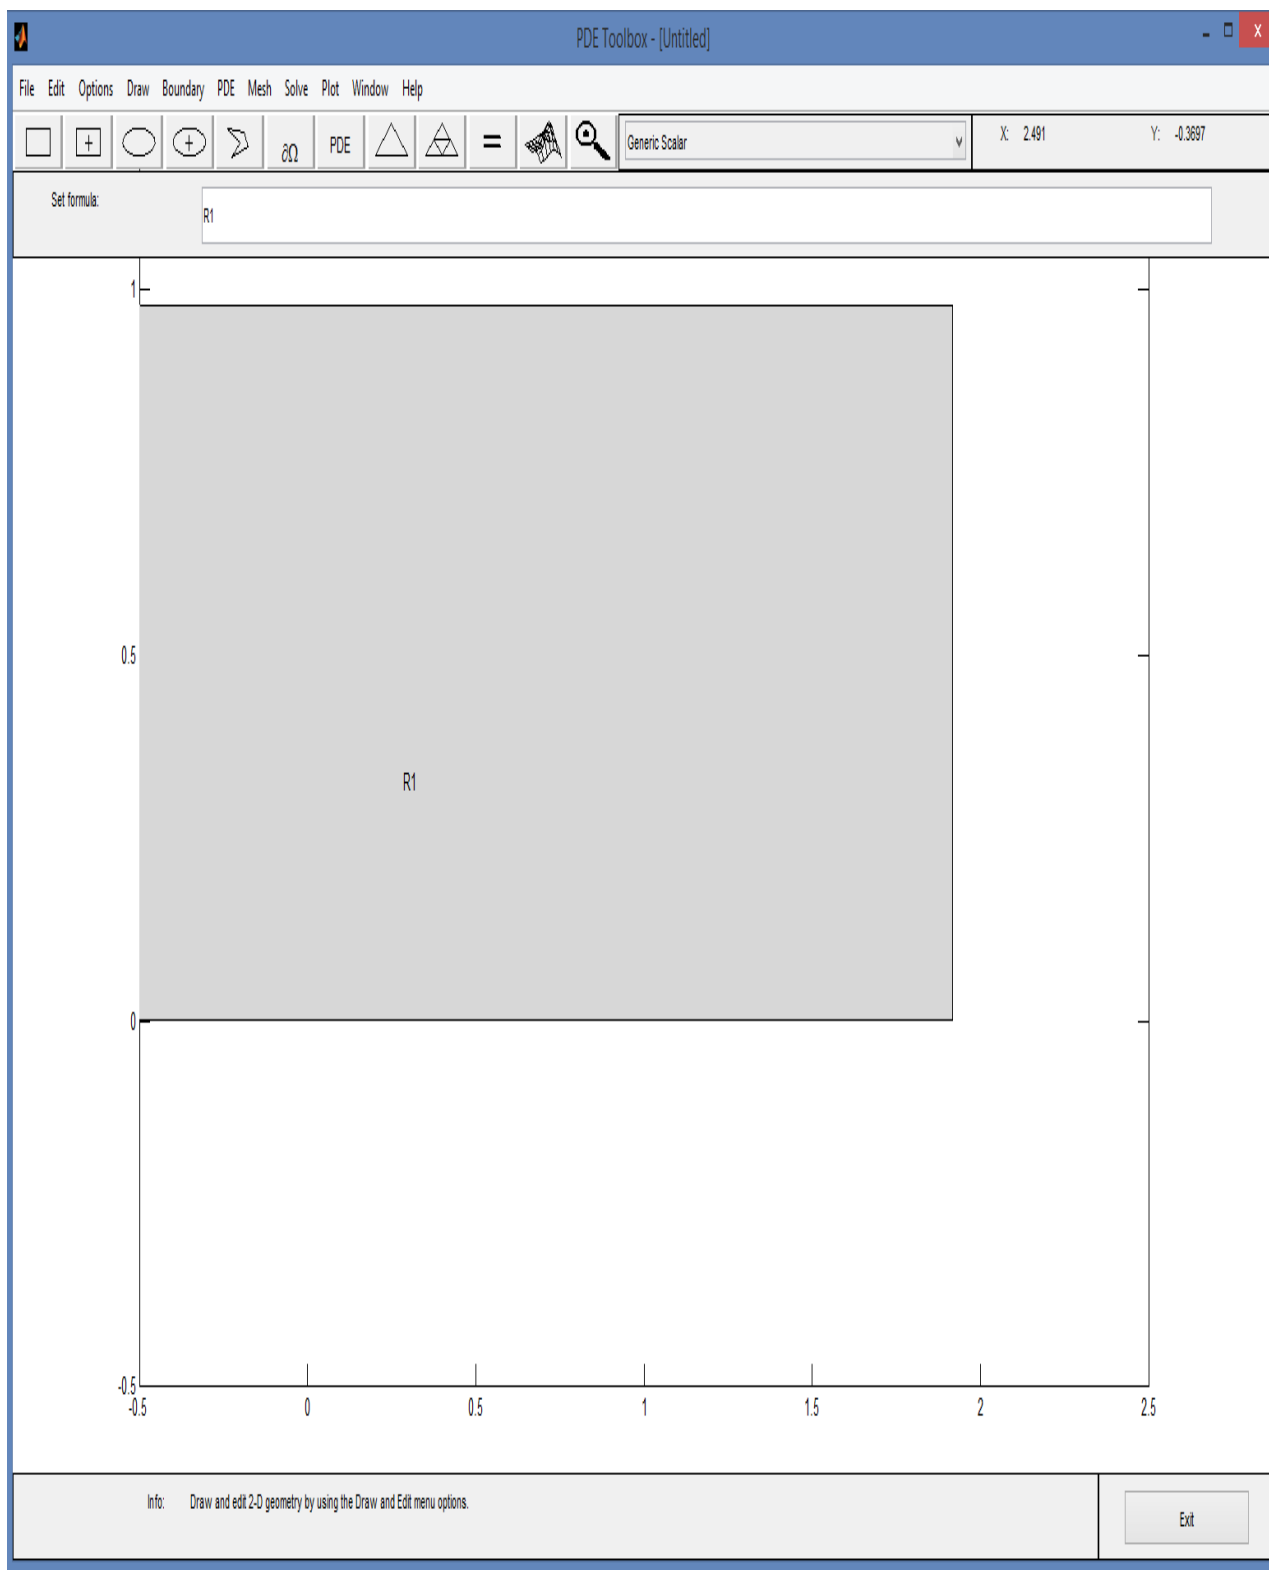 PDE Toolbox - [Untitled]
File Edit Options Draw Boundary PDE Mesh Solve Plot Window Help
∂Ω PDE = Generic Scalar X: 2.491 Y: -0.3697
Set formula: R1
1
0.5
R1
0
-0.5
-0.5 0 0.5 1 1.5 2 2.5
Info: Draw and edit 2-D geometry by using the Draw and Edit menu options.
Exit